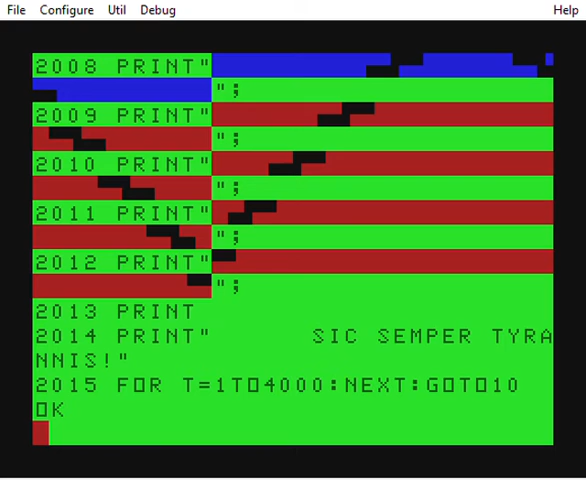 File Configure Util Debug Help
2008 PRINT"
";
2009 PRINT"
";
2010 PRINT"
";
2011 PRINT"
";
2012 PRINT"
";
2013 PRINT
2014 PRINT"       SIC SEMPER TYRA
NNIS!"
2015 FOR T=1TO4000:NEXT:GOTO10
OK